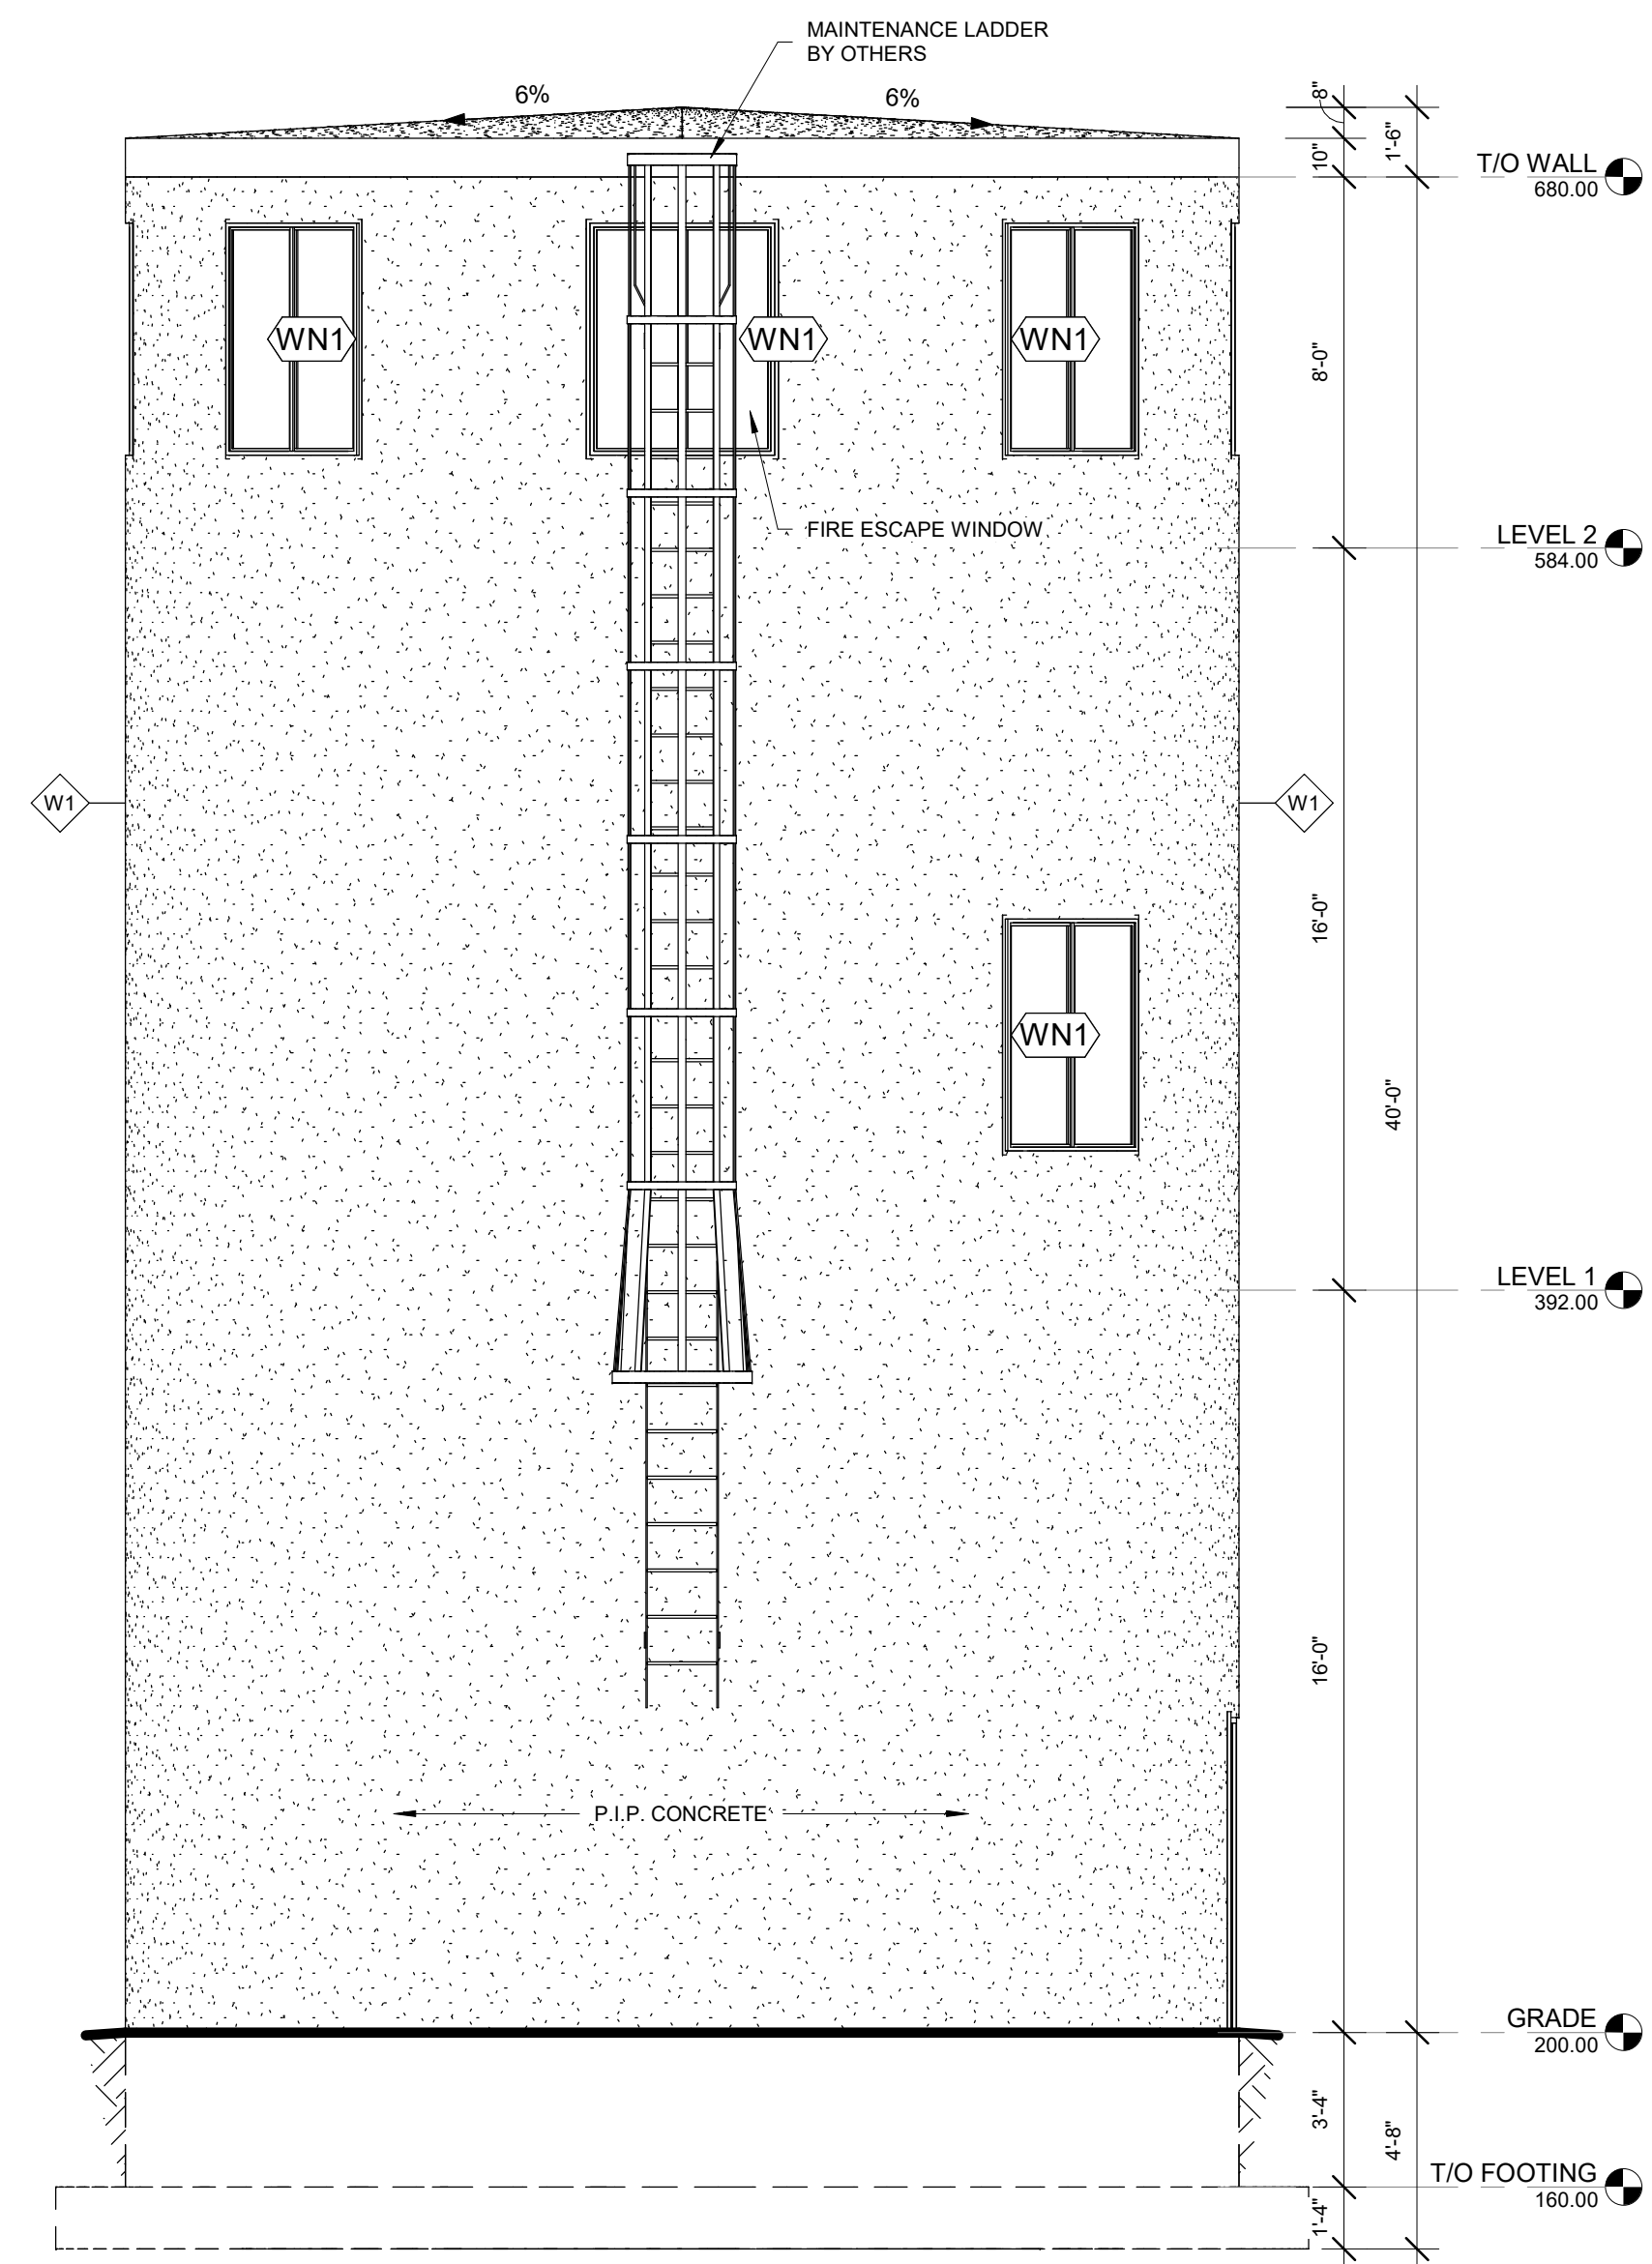 MAINTENANCE LADDER
BY OTHERS
6%
6%
8"
10"
1'-6"
T/O WALL
680.00
WN1
WN1
WN1
8'-0"
FIRE ESCAPE WINDOW
LEVEL 2
584.00
W1
W1
16'-0"
WN1
40'-0"
LEVEL 1
392.00
16'-0"
P.I.P. CONCRETE
GRADE
200.00
3'-4"
4'-8"
T/O FOOTING
160.00
1'-4"